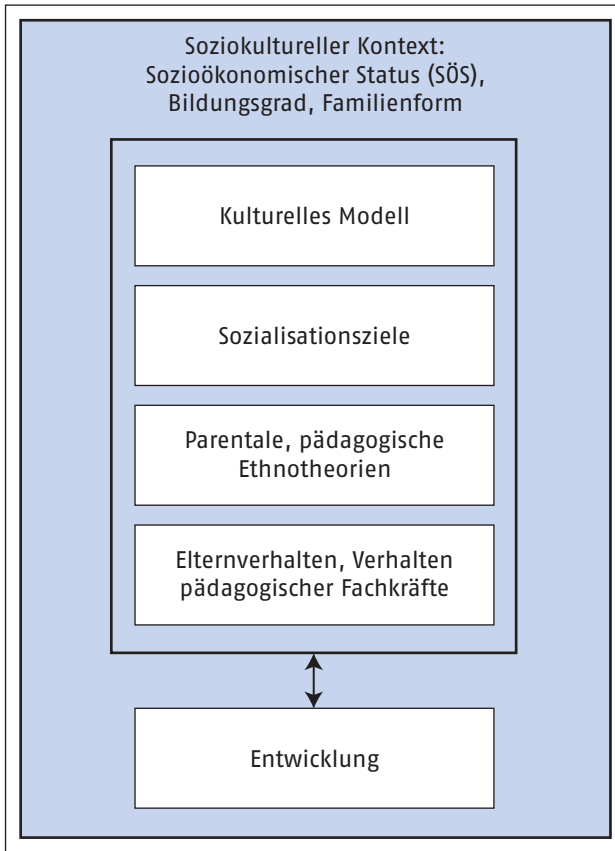 Soziokultureller Kontext:
Sozioökonomischer Status (SÖS),
Bildungsgrad, Familienform
Kulturelles Modell
Sozialisationsziele
Parentale, pädagogische
Ethnotheorien
Elternverhalten, Verhalten
pädagogischer Fachkräfte
Entwicklung